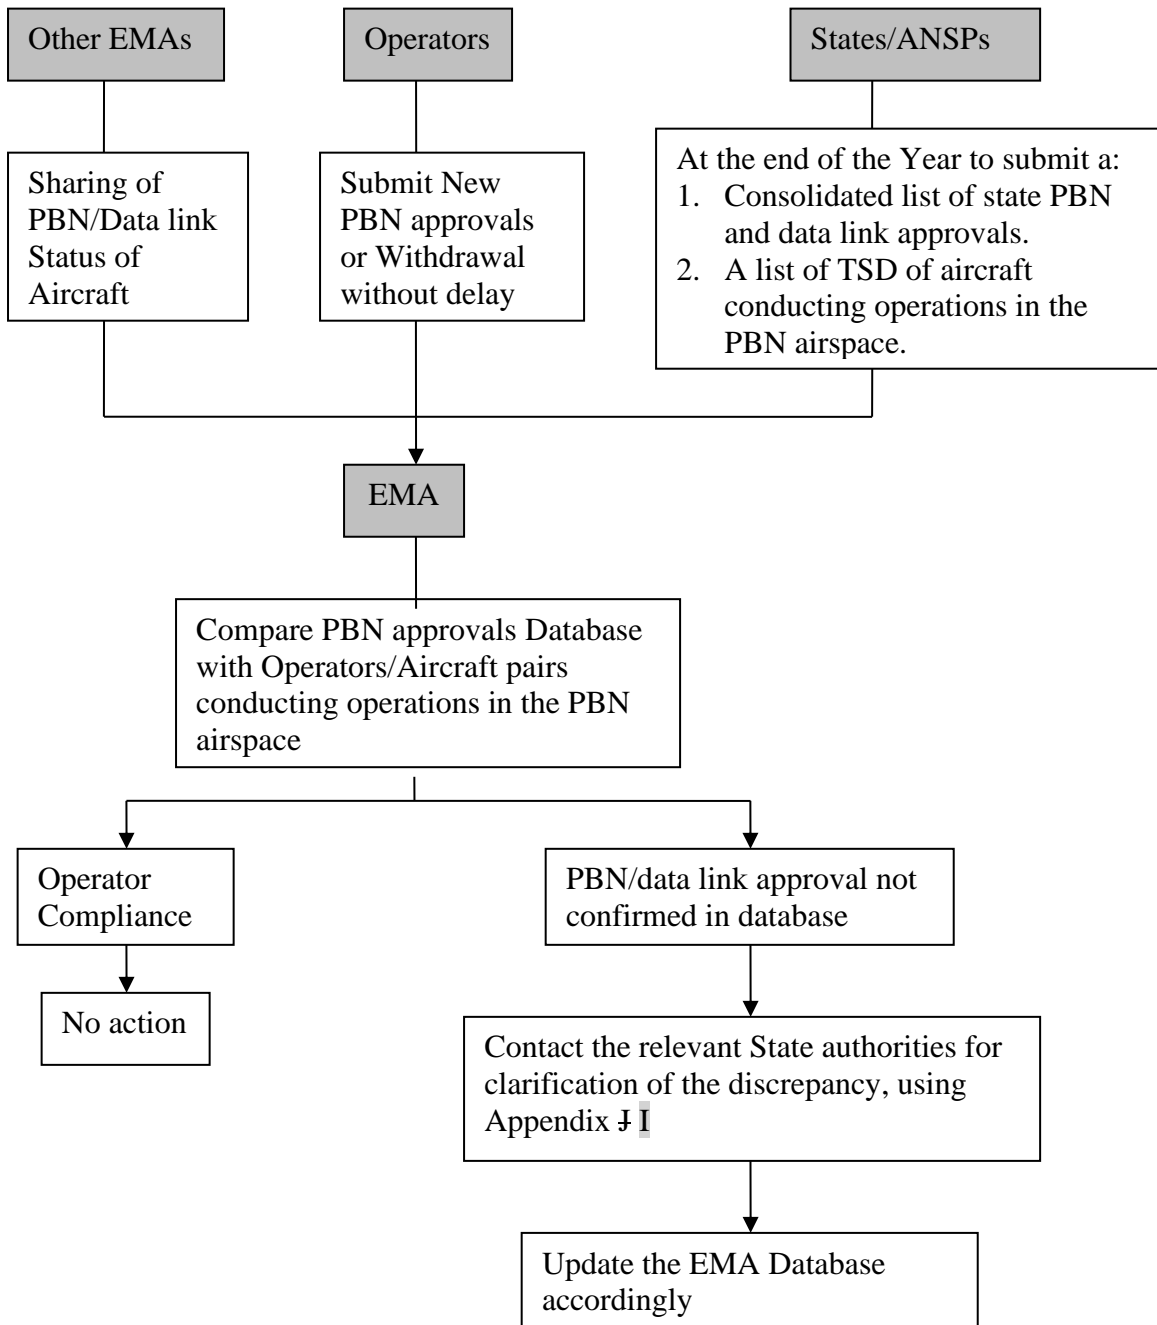 Other EMAs
Operators
States/ANSPs
Sharing of
PBN/Data link
Status of
Aircraft
Submit New
PBN approvals
or Withdrawal
without delay
At the end of the Year to submit a:
1. Consolidated list of state PBN
and data link approvals.
2. A list of TSD of aircraft
conducting operations in the
PBN airspace.
EMA
Compare PBN approvals Database
with Operators/Aircraft pairs
conducting operations in the PBN
airspace
Operator
Compliance
PBN/data link approval not
confirmed in database
No action
Contact the relevant State authorities for
clarification of the discrepancy, using
Appendix J I
Update the EMA Database
accordingly